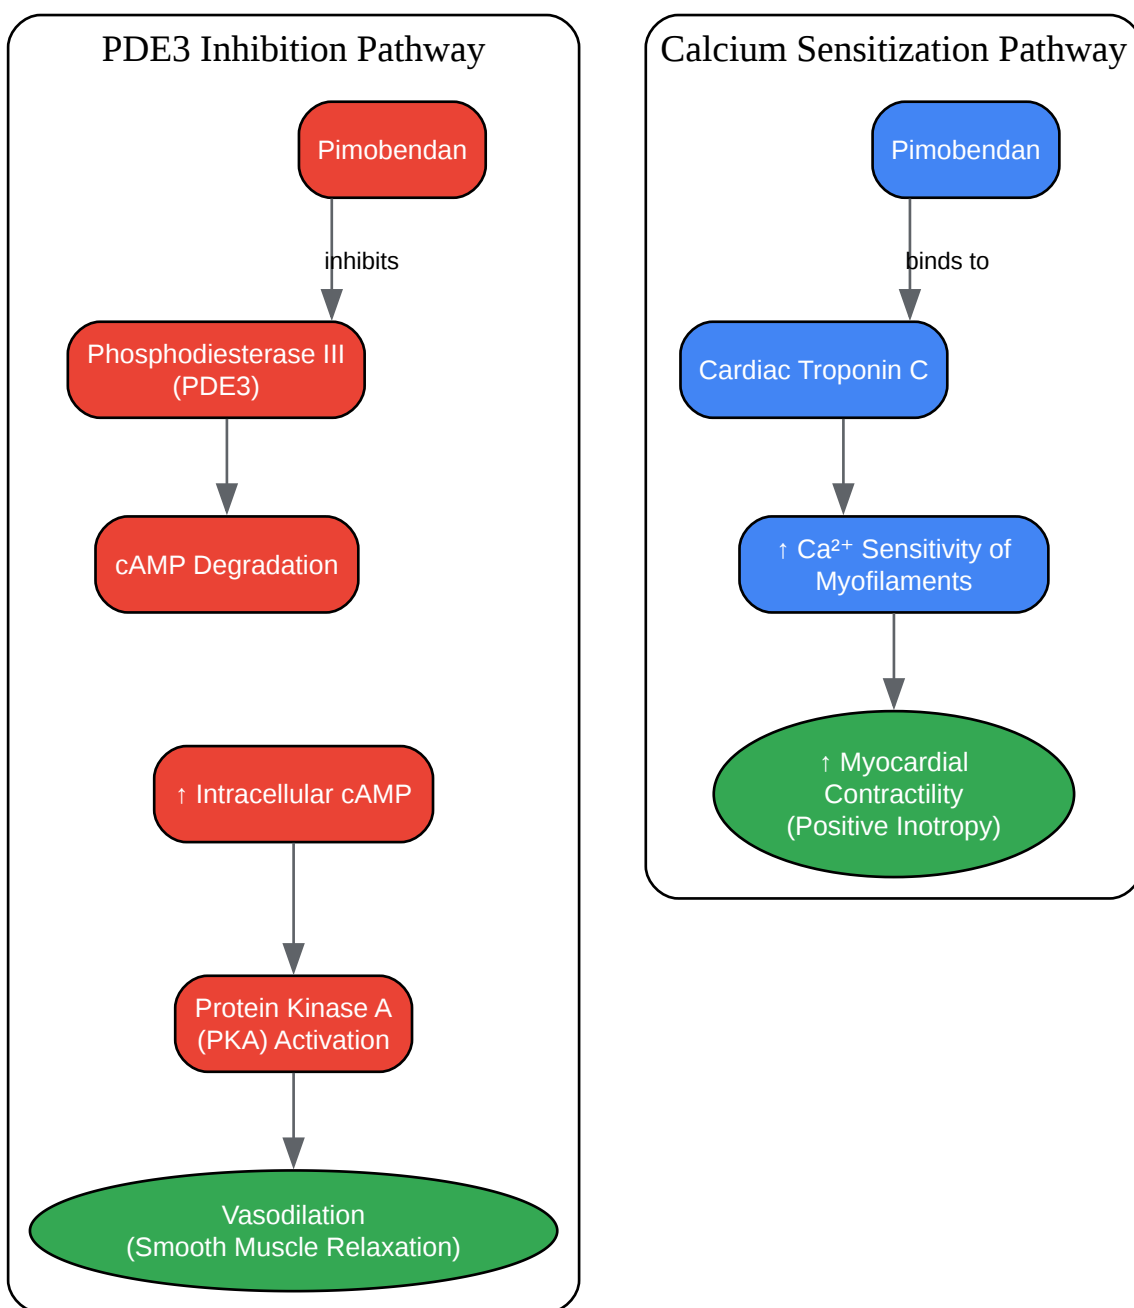 PDE3 Inhibition Pathway
Pimobendan
inhibits
Phosphodiesterase III
(PDE3)
cAMP Degradation
↑ Intracellular cAMP
Protein Kinase A
(PKA) Activation
Vasodilation
(Smooth Muscle Relaxation)
Calcium Sensitization Pathway
Pimobendan
binds to
Cardiac Troponin C
↑ Ca²⁺ Sensitivity of
Myofilaments
↑ Myocardial
Contractility
(Positive Inotropy)